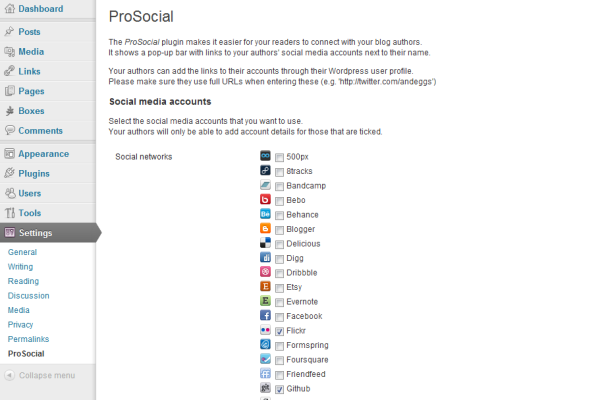 Dashboard
Posts
Media
Links
Pages
Boxes
Comments
Appearance
Plugins
Users
Tools
Settings
General
Writing
Reading
Discussion
Media
Privacy
Permalinks
ProSocial
Collapse menu
ProSocial
The ProSocial plugin makes it easier for your readers to connect with your blog authors.
It shows a pop-up bar with links to your authors' social media accounts next to their name.
Your authors can add the links to their accounts through their Wordpress user profile.
Please make sure they use full URLs when entering these (e.g. 'http://twitter.com/andeggs')
Social media accounts
Select the social media accounts that you want to use.
Your authors will only be able to add account details for those that are ticked.
Social networks
500px
8tracks
Bandcamp
Bebo
Behance
Blogger
Delicious
Digg
Dribbble
Etsy
Evernote
Facebook
Flickr
Formspring
Foursquare
Friendfeed
Github